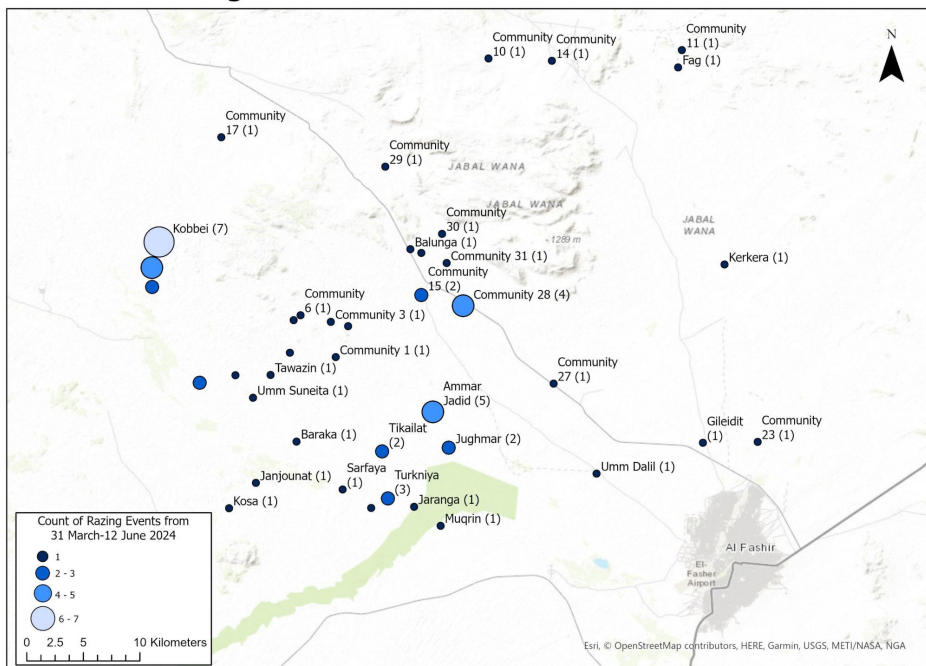 Community
10 (1)
Community
14 (1)
Community
11 (1)
Fag (1)
N
Community
17 (1)
Community
29 (1)
JABAL WANA
JABAL WANA
Community
30 (1)
JABAL
WANA
Kobbei (7)
Balunga (1)
1289 m
Community 31 (1)
Kerkera (1)
Community
15 (2)
Community 28 (4)
Community
6 (1)
Community 3 (1)
Community 1 (1)
Tawazin (1)
Umm Suneita (1)
Community
27 (1)
Ammar
Jadid (5)
Tikailat
(2)
Jughmar (2)
Baraka (1)
Gileidit
(1)
Community
23 (1)
Janjounat (1)
Sarfaya
(1)
Turkniya
(3)
Umm Dalil (1)
Kosa (1)
Jaranga (1)
Muqrin (1)
Al Fashir
El-
Fasher
Airport
Count of Razing Events from
31 March-12 June 2024
1
2 - 3
4 - 5
6 - 7
0 2.5 5 10 Kilometers
Esri, © OpenStreetMap contributors, HERE, Garmin, USGS, METI/NASA, NGA